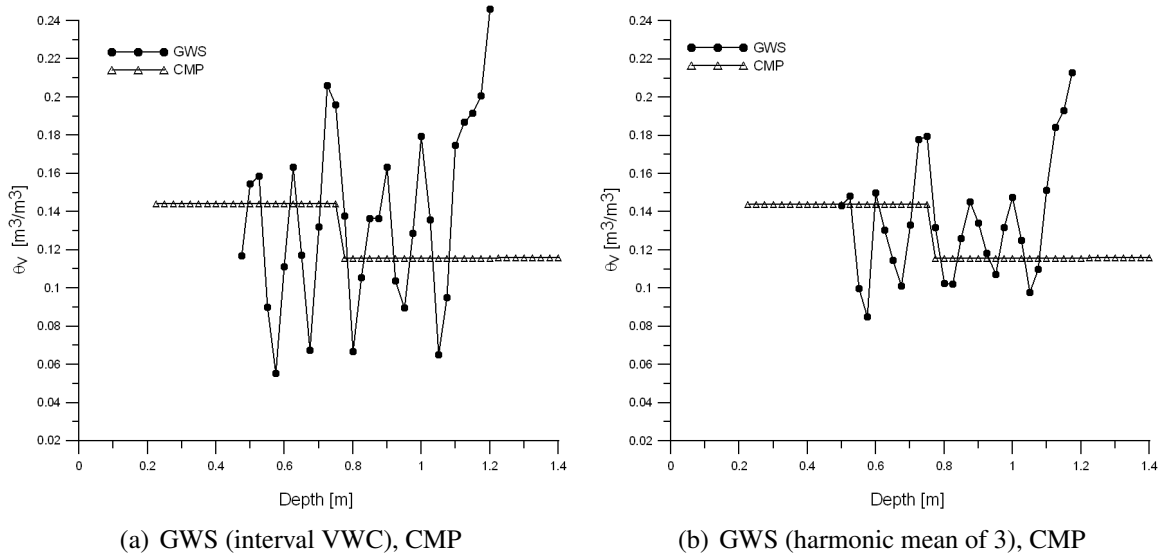 0.24
0.22
0.2
0.18
0.16
0.14
0.12
0.1
0.08
0.06
0.04
0.02
θV [m3/m3]
GWS
CMP
0 0.2 0.4 0.6 0.8 1 1.2 1.4
Depth [m]
(a) GWS (interval VWC), CMP
0.24
0.22
0.2
0.18
0.16
0.14
0.12
0.1
0.08
0.06
0.04
0.02
θV [m3/m3]
GWS
CMP
0 0.2 0.4 0.6 0.8 1 1.2 1.4
Depth [m]
(b) GWS (harmonic mean of 3), CMP